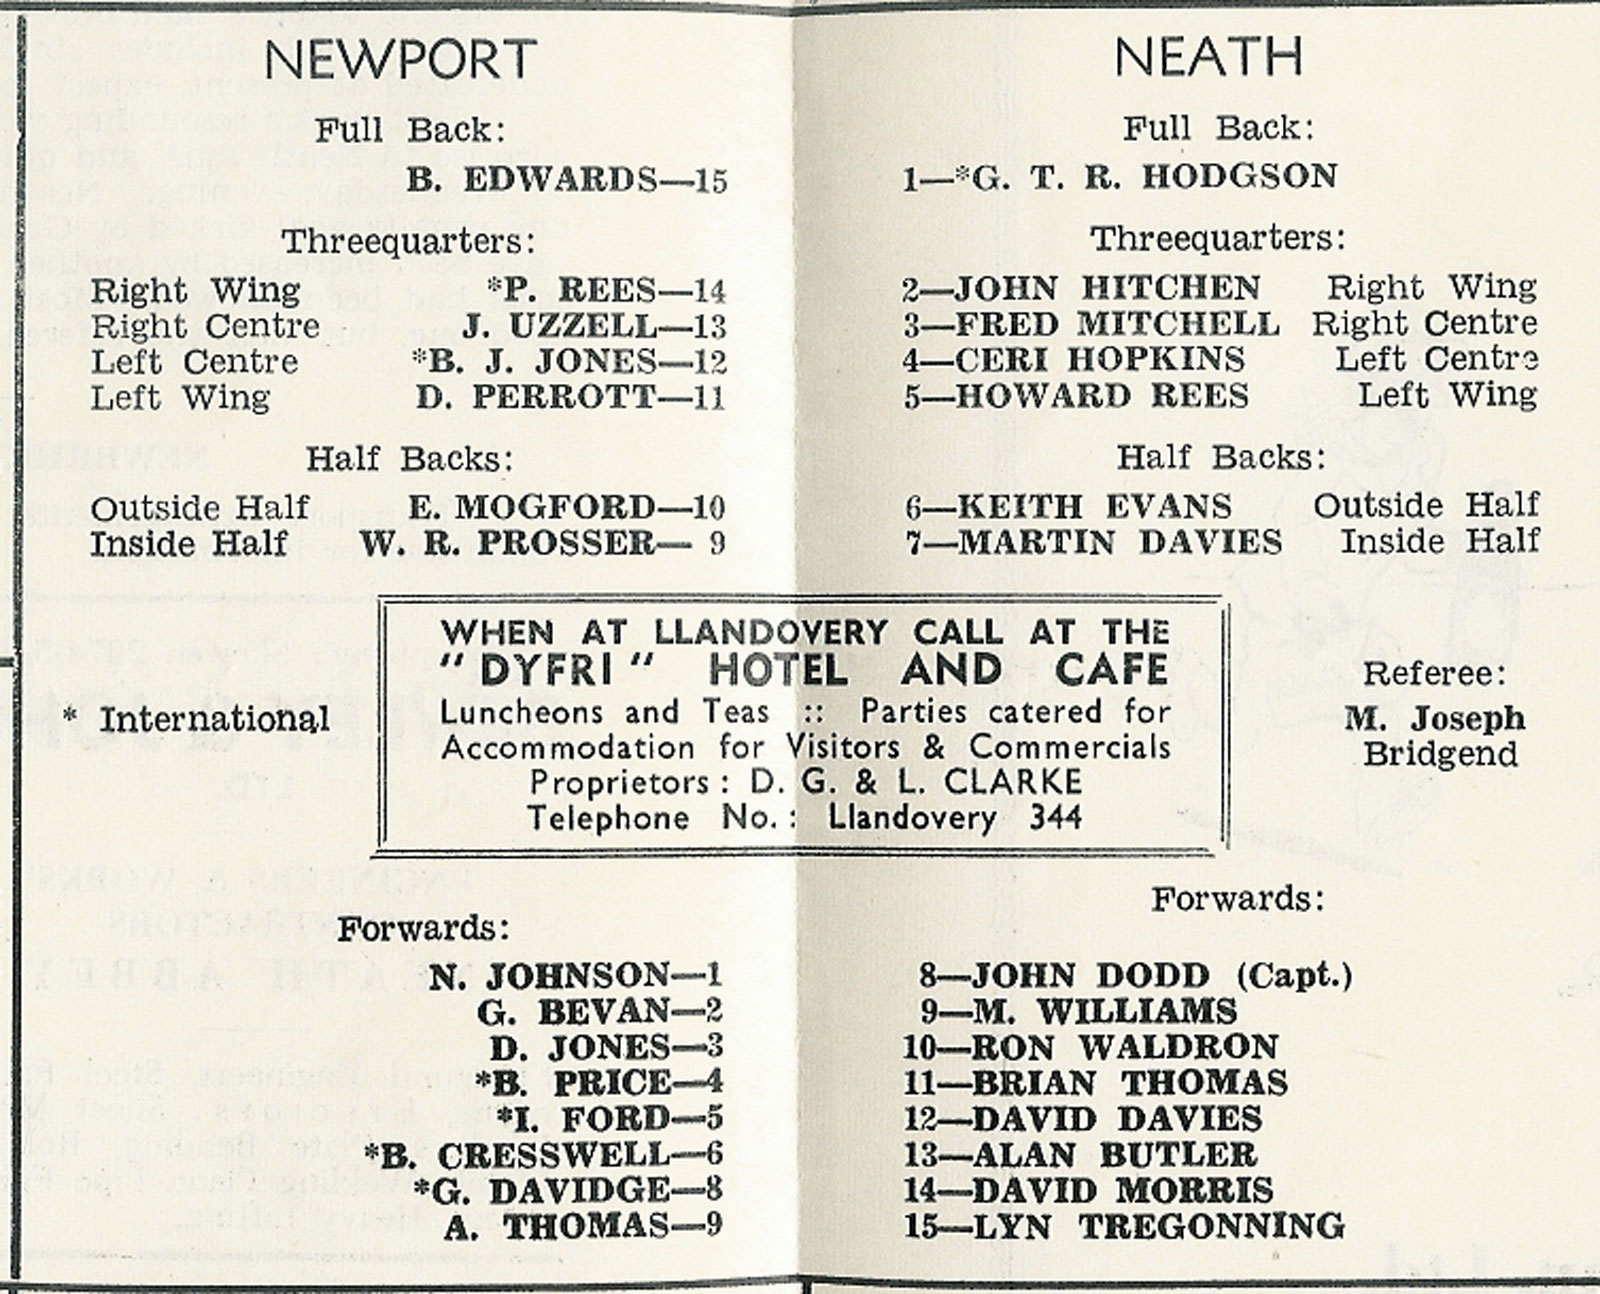 NEWPORT
Full Back:
B. EDWARDS—15
Threequarters:
Right Wing *P. REES—14
Right Centre J. UZZELL—13
Left Centre *B. J. JONES—12
Left Wing D. PERROTT—11
Half Backs:
Outside Half E. MOGFORD—10
Inside Half W. R. PROSSER— 9
NEATH
Full Back:
1—*G. T. R. HODGSON
Threequarters:
2—JOHN HITCHEN Right Wing
3—FRED MITCHELL Right Centre
4—CERI HOPKINS Left Centre
5—HOWARD REES Left Wing
Half Backs:
6—KEITH EVANS Outside Half
7—MARTIN DAVIES Inside Half
* International
WHEN AT LLANDOVERY CALL AT THE
"DYFRI" HOTEL AND CAFE
Luncheons and Teas :: Parties catered for
Accommodation for Visitors & Commercials
Proprietors: D. G. & L. CLARKE
Telephone No.: Llandovery 344
Referee:
M. Joseph
Bridgend
Forwards:
N. JOHNSON—1
G. BEVAN—2
D. JONES—3
*B. PRICE—4
*I. FORD—5
*B. CRESSWELL—6
*G. DAVIDGE—8
A. THOMAS—9
Forwards:
8—JOHN DODD (Capt.)
9—M. WILLIAMS
10—RON WALDRON
11—BRIAN THOMAS
12—DAVID DAVIES
13—ALAN BUTLER
14—DAVID MORRIS
15—LYN TREGONNING